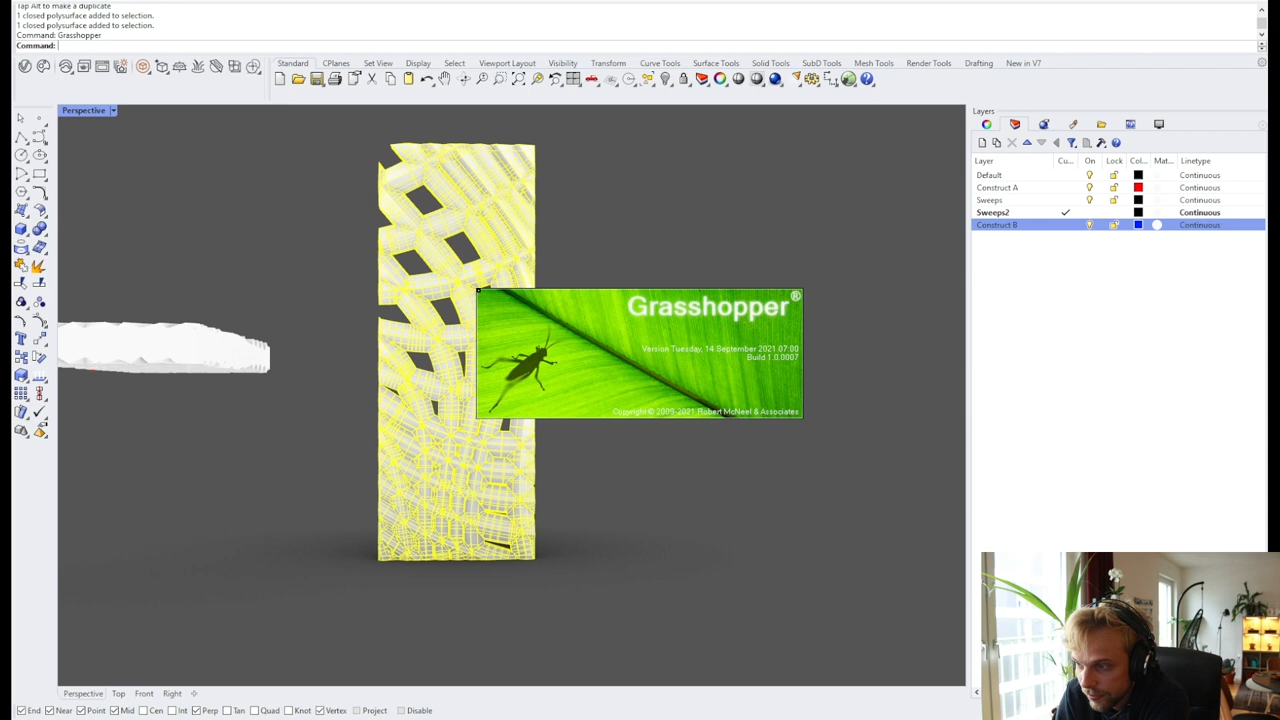 Tap Alt to make a duplicate
1 closed polysurface added to selection.
1 closed polysurface added to selection.
Command: Grasshopper
Command:
Standard CPlanes Set View Display Select Viewport Layout Visibility Transform Curve Tools Surface Tools Solid Tools SubD Tools Mesh Tools Render Tools Drafting New in V7
Perspective
Layers
Layer Cu... On Lock Col... Mat... Linetype
Default Continuous
Construct A Continuous
Sweeps Continuous
Sweeps2 Continuous
Construct B Continuous
Grasshopper®
Version Tuesday, 14 September 2021 07:00
Build 1.0.0007
Copyright © 2009-2021 Robert McNeel & Associates
Perspective Top Front Right
End Near Point Mid Cen Int Perp Tan Quad Knot Vertex Project Disable